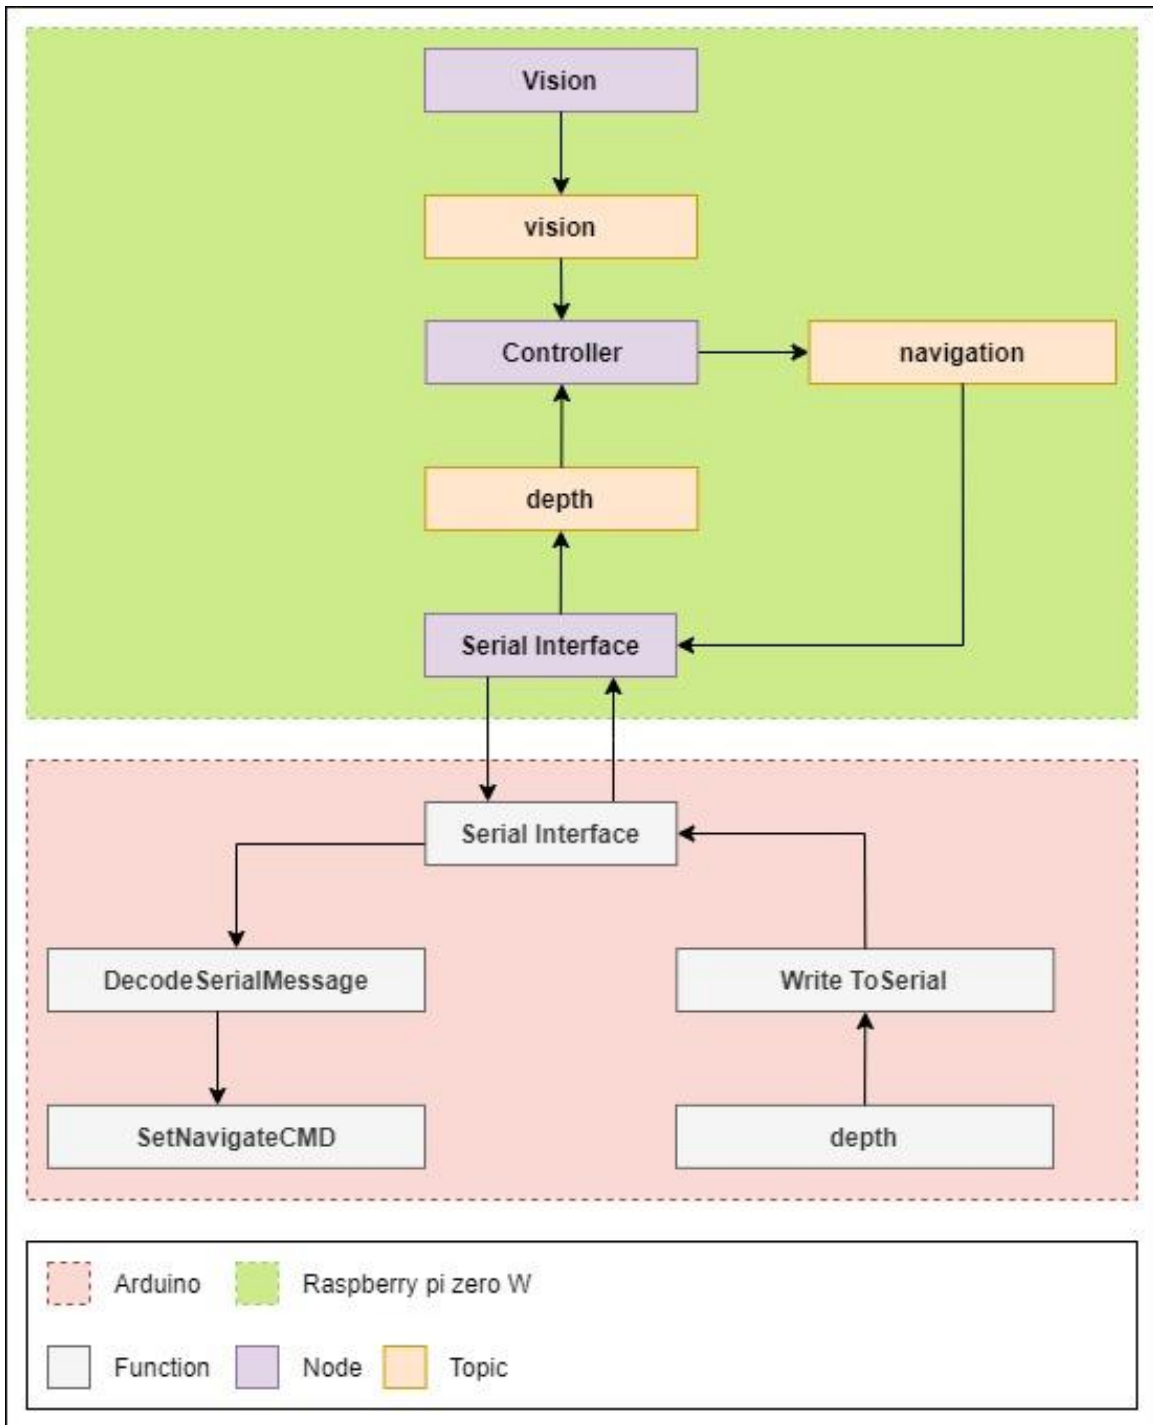 Vision
vision
Controller
navigation
depth
Serial Interface
Serial Interface
DecodeSerialMessage
Write ToSerial
SetNavigateCMD
depth
Arduino
Raspberry pi zero W
Function
Node
Topic